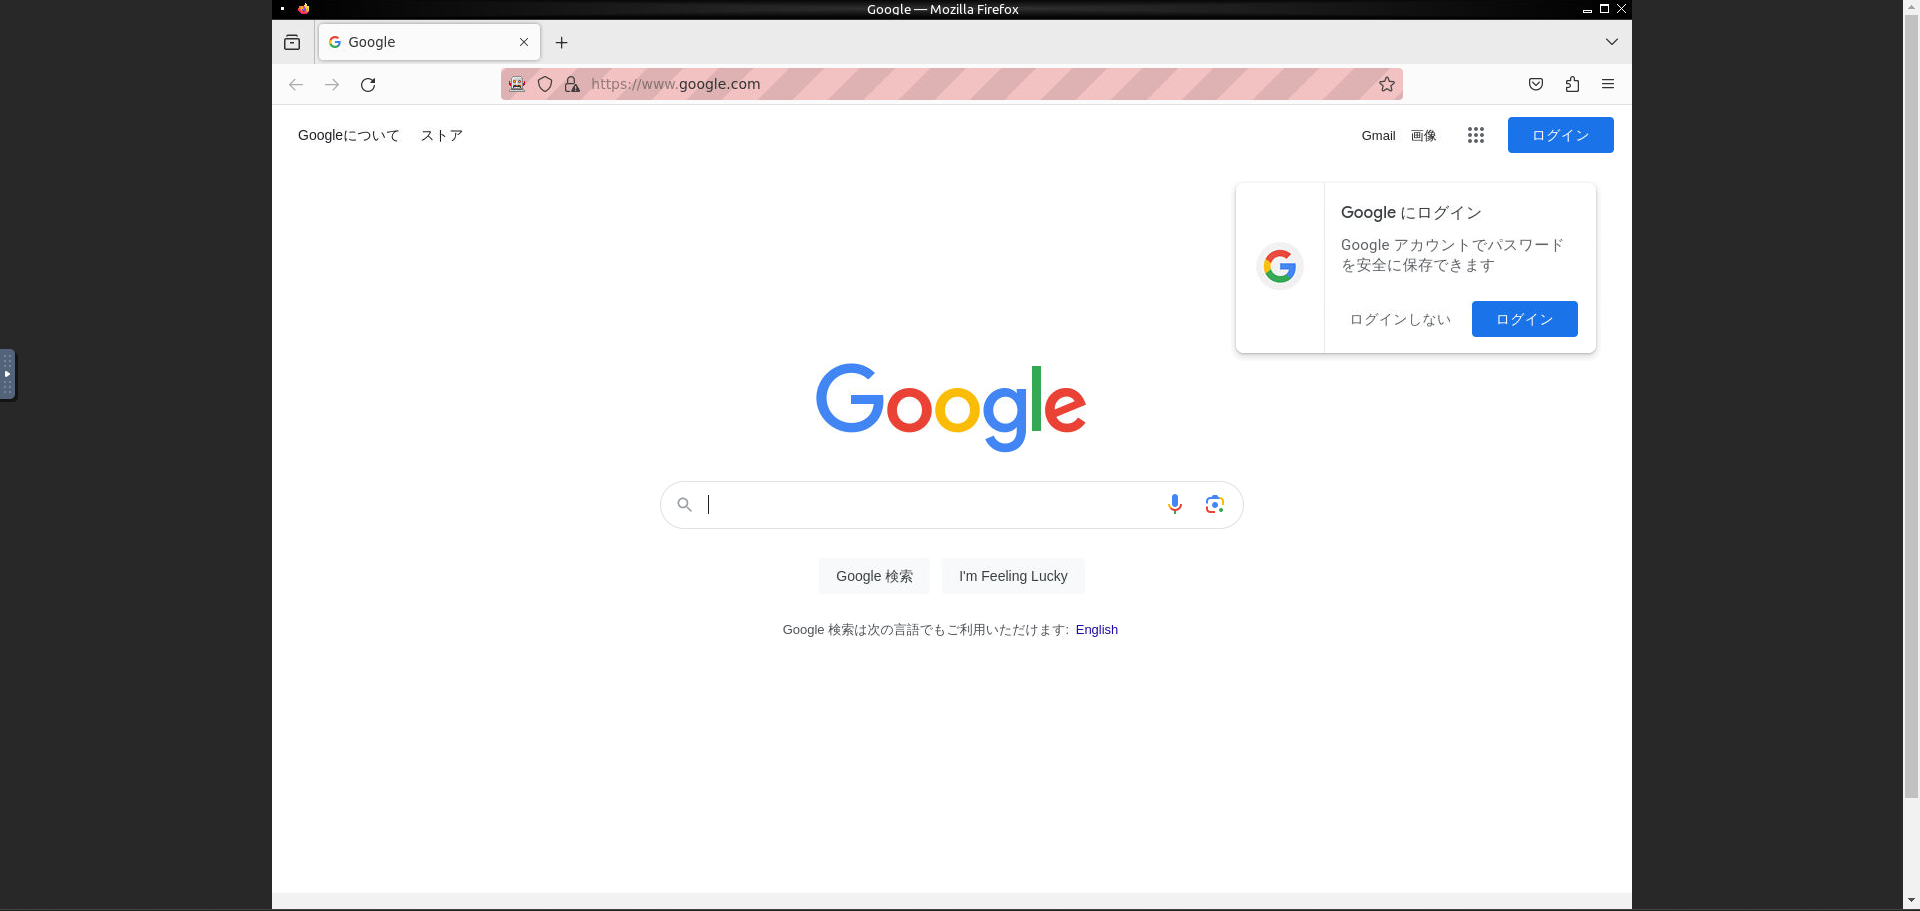 Google — Mozilla Firefox
Google
https://www.google.com
Googleについて ストア Gmail 画像 ログイン
Google にログイン
Google アカウントでパスワード
を安全に保存できます
ログインしない ログイン
Google
Google 検索 I'm Feeling Lucky
Google 検索は次の言語でもご利用いただけます: English